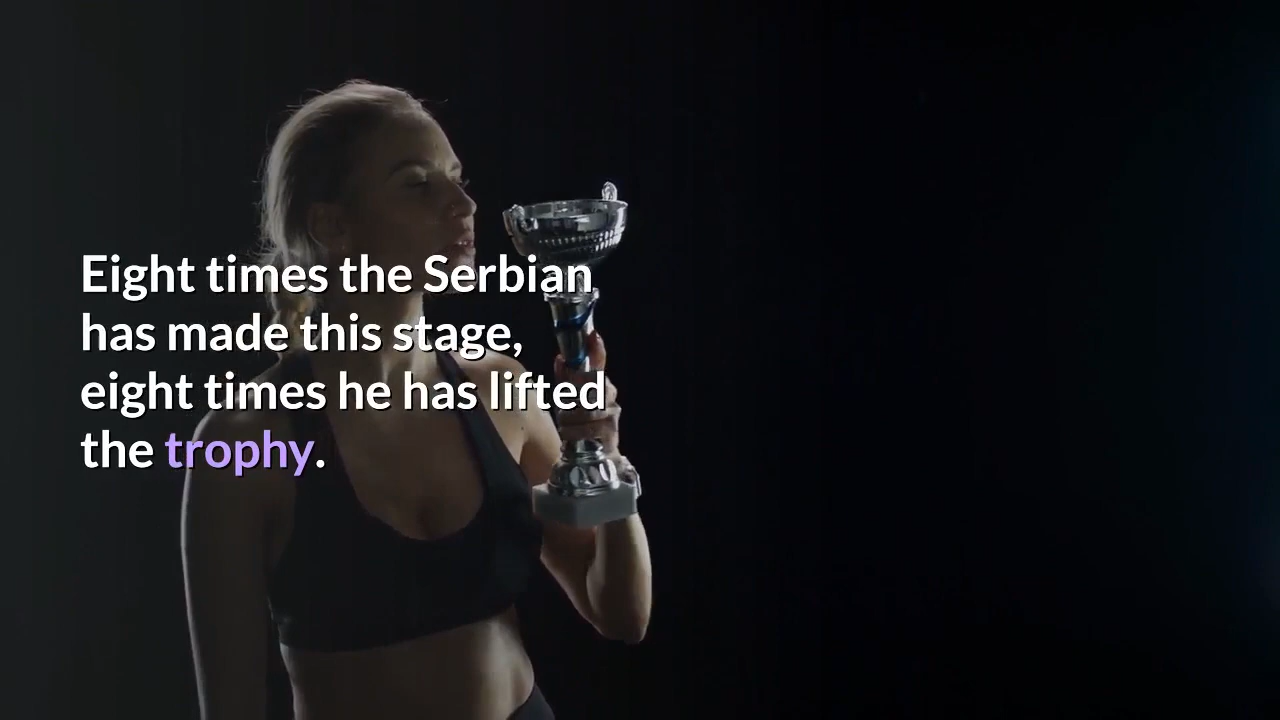 Eight times the Serbian
has made this stage,
eight times he has lifted
the trophy.